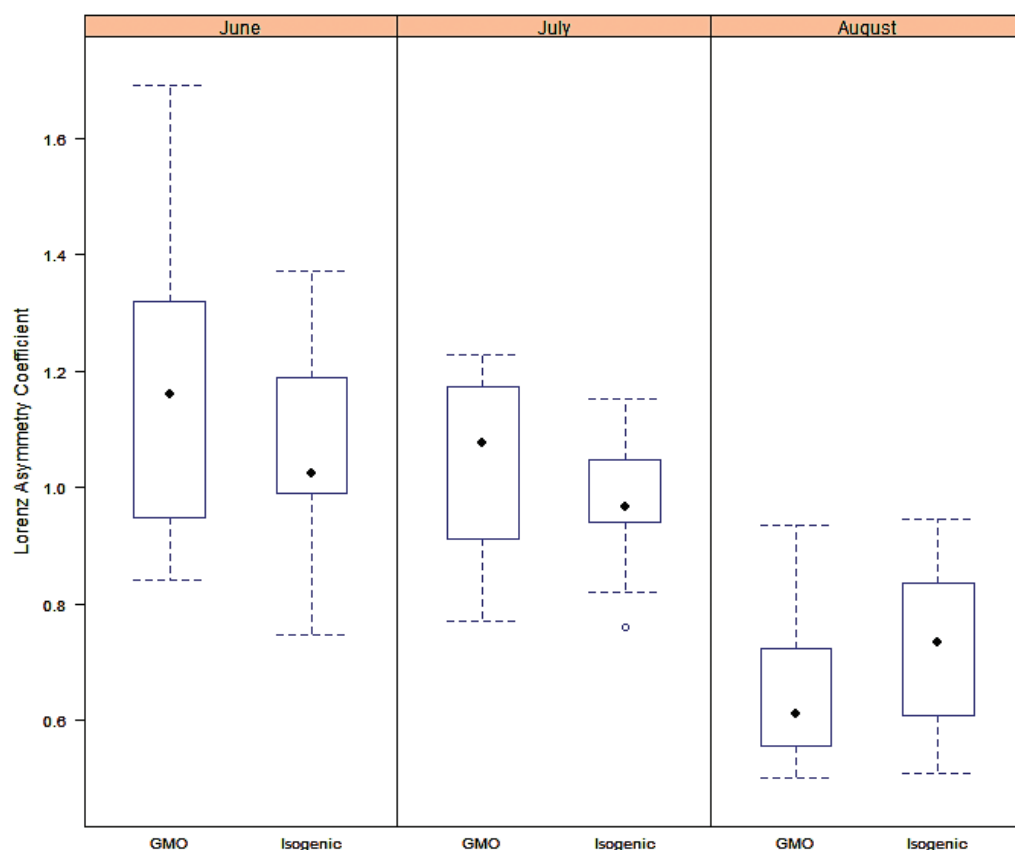 June July August
Lorenz Asymmetry Coefficient
1.6
1.4
1.2
1.0
0.8
0.6
GMO Isogenic GMO Isogenic GMO Isogenic